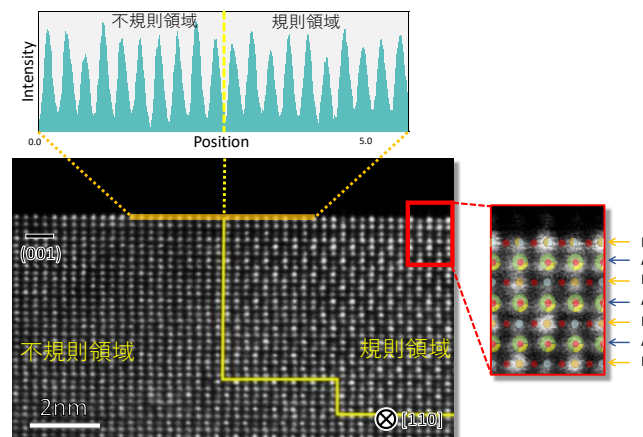 不規則領域 規則領域
Intensity
0.0 Position 5.0
(001)
不規則領域 規則領域
2nm
[110]
A
A
A